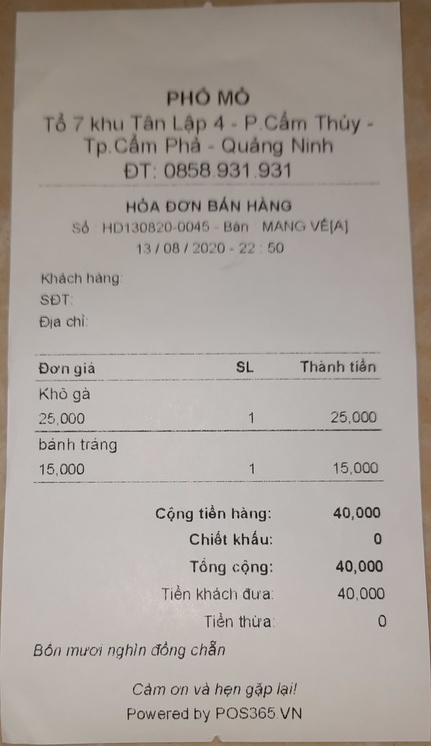 PHÓ MỎ
Tổ 7 khu Tân Lập 4 - P.Cẩm Thủy -
Tp.Cẩm Phả - Quảng Ninh
ĐT: 0858.931.931
HÓA ĐƠN BÁN HÀNG
Số HD130820-0045 - Bàn MANG VỀ[A]
13 / 08 / 2020 - 22 : 50
Khách hàng:
SĐT:
Địa chỉ:
Đơn giá SL Thành tiền
Khô gà
25,000 1 25,000
bánh tráng
15,000 1 15,000
Cộng tiền hàng: 40,000
Chiết khấu: 0
Tổng cộng: 40,000
Tiền khách đưa: 40,000
Tiền thừa: 0
Bốn mươi nghìn đồng chẵn
Cảm ơn và hẹn gặp lại!
Powered by POS365.VN